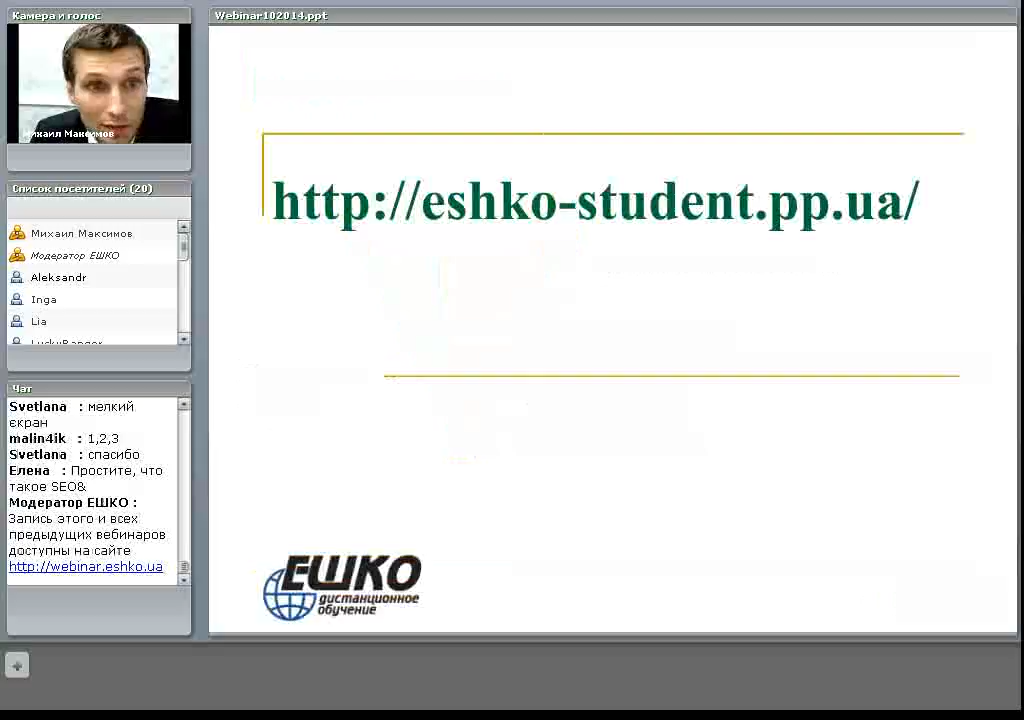 Камера и голос
Михаил Максимов
Список посетителей (20)
Михаил Максимов
Модератор ЕШКО
Aleksandr
Inga
Lia
LuckyRanger
Чат
Svetlana : мелкий
єкран
malin4ik : 1,2,3
Svetlana : спасибо
Елена : Простите, что
такое SEO&
Модератор ЕШКО :
Запись этого и всех
предыдущих вебинаров
доступны на сайте
http://webinar.eshko.ua
Webinar102014.ppt
http://eshko-student.pp.ua/
ЕШКО
дистанционное
обучение